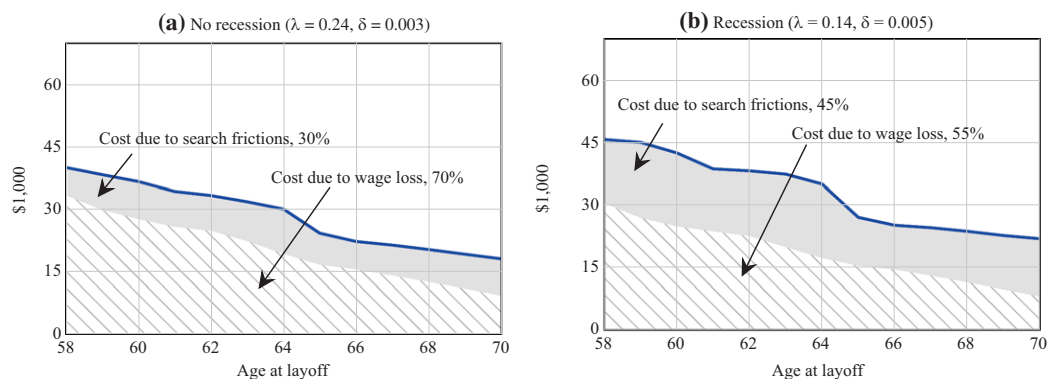 (a) No recession (λ = 0.24, δ = 0.003)
$1,000
60
45
30
15
0
Cost due to search frictions, 30%
Cost due to wage loss, 70%
58 60 62 64 66 68 70
Age at layoff
(b) Recession (λ = 0.14, δ = 0.005)
$1,000
60
45
30
15
0
Cost due to search frictions, 45%
Cost due to wage loss, 55%
58 60 62 64 66 68 70
Age at layoff